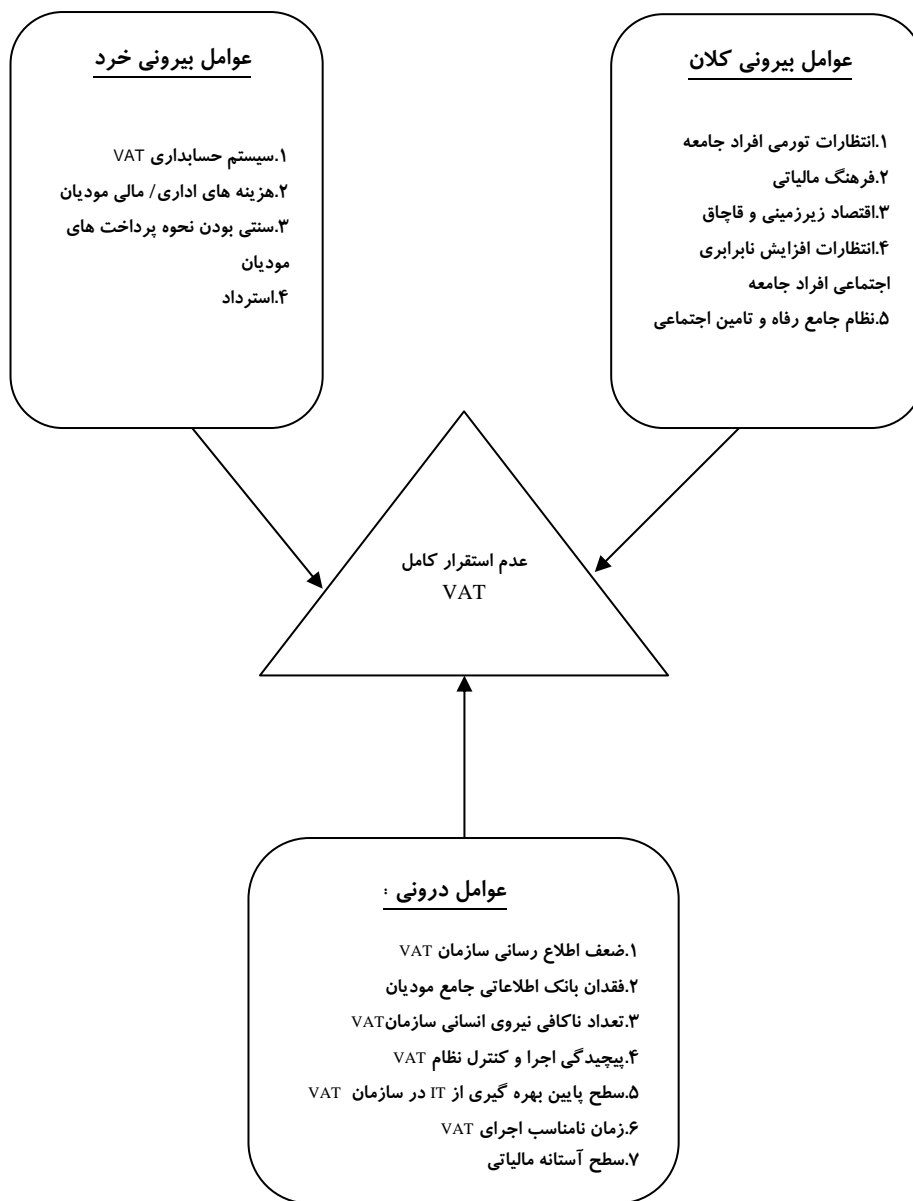 عوامل بیرونی کلان
۱.انتظارات تورمی افراد جامعه
۲.فرهنگ مالیاتی
۳.اقتصاد زیرزمینی و قاچاق
۴.انتظارات افزایش نابرابری
اجتماعی افراد جامعه
۵.نظام جامع رفاه و تامین اجتماعی
عوامل بیرونی خرد
۱.سیستم حسابداری VAT
۲.هزینه های اداری/ مالی مودیان
۳.سنتی بودن نحوه پرداخت های
مودیان
۴.استرداد
عدم استقرار کامل
VAT
عوامل درونی :
۱.ضعف اطلاع رسانی سازمان VAT
۲.فقدان بانک اطلاعاتی جامع مودیان
۳.تعداد ناکافی نیروی انسانی سازمانVAT
۴.پیچیدگی اجرا و کنترل نظام VAT
۵.سطح پایین بهره گیری از IT در سازمان VAT
۶.زمان نامناسب اجرای VAT
۷.سطح آستانه مالیاتی